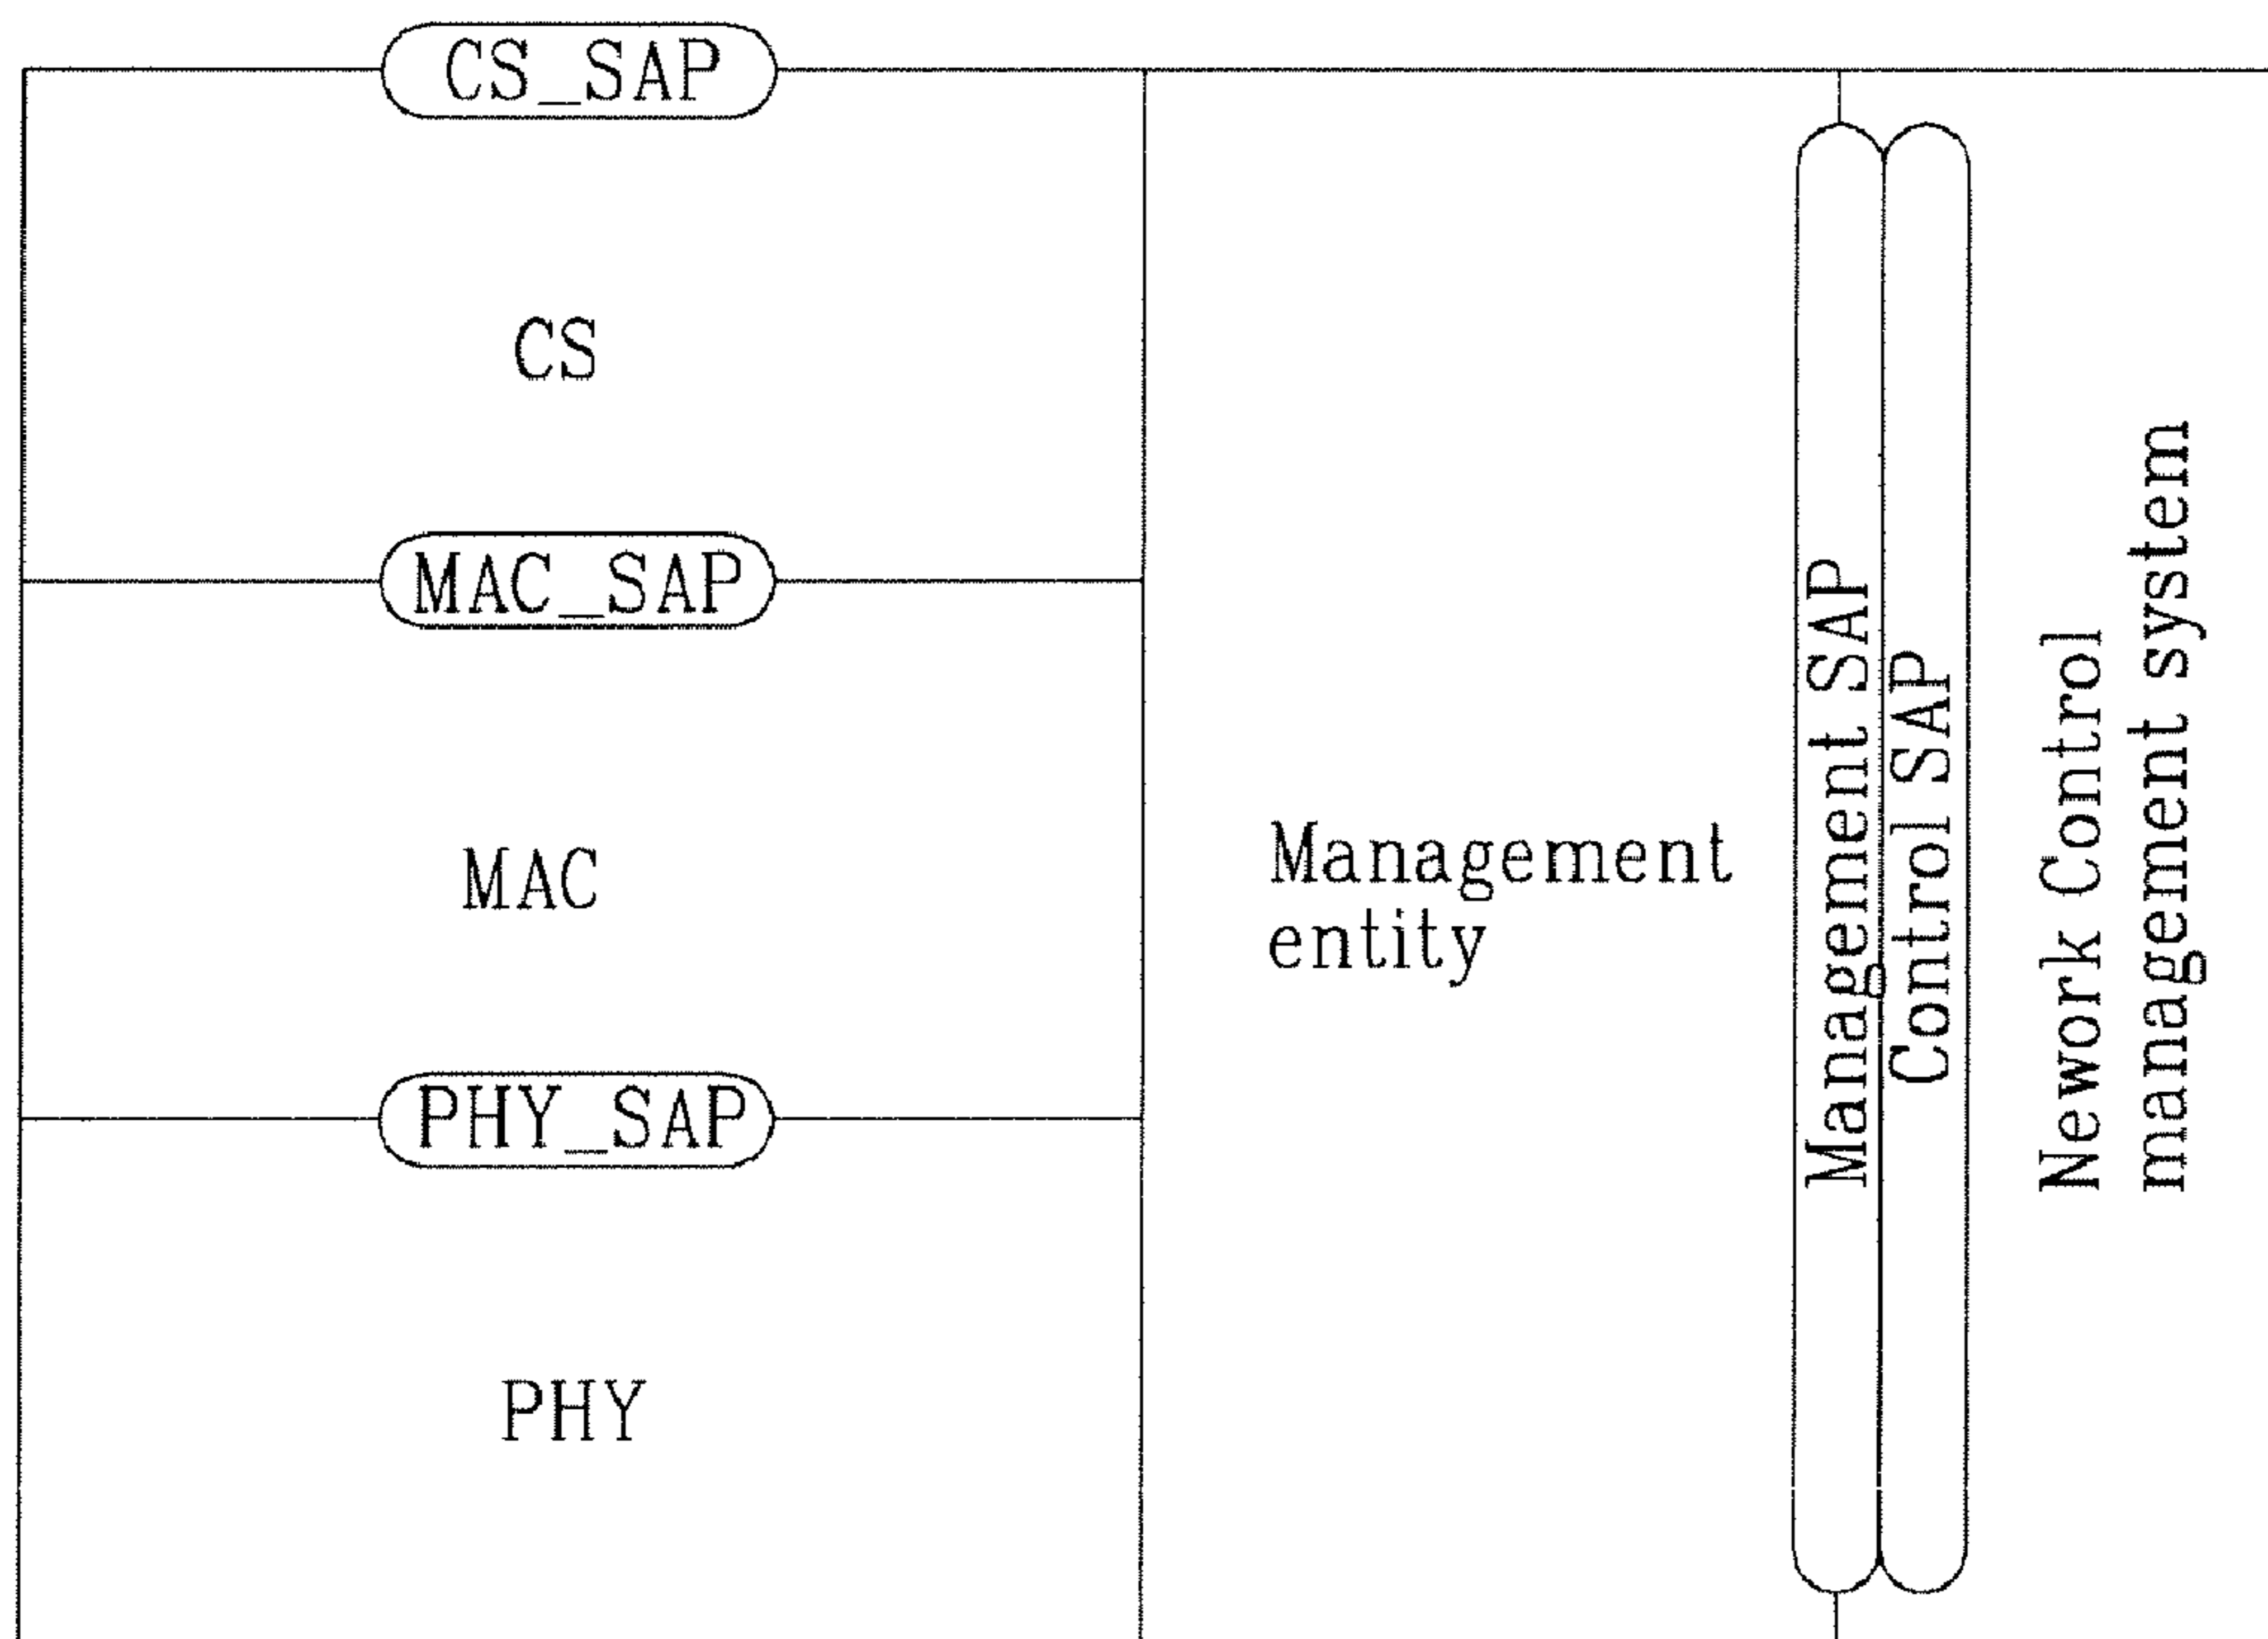 CS_SAP
CS
MAC_SAP
MAC
PHY_SAP
PHY
Management
entity
Management SAP
Control SAP
Nework Control
management system